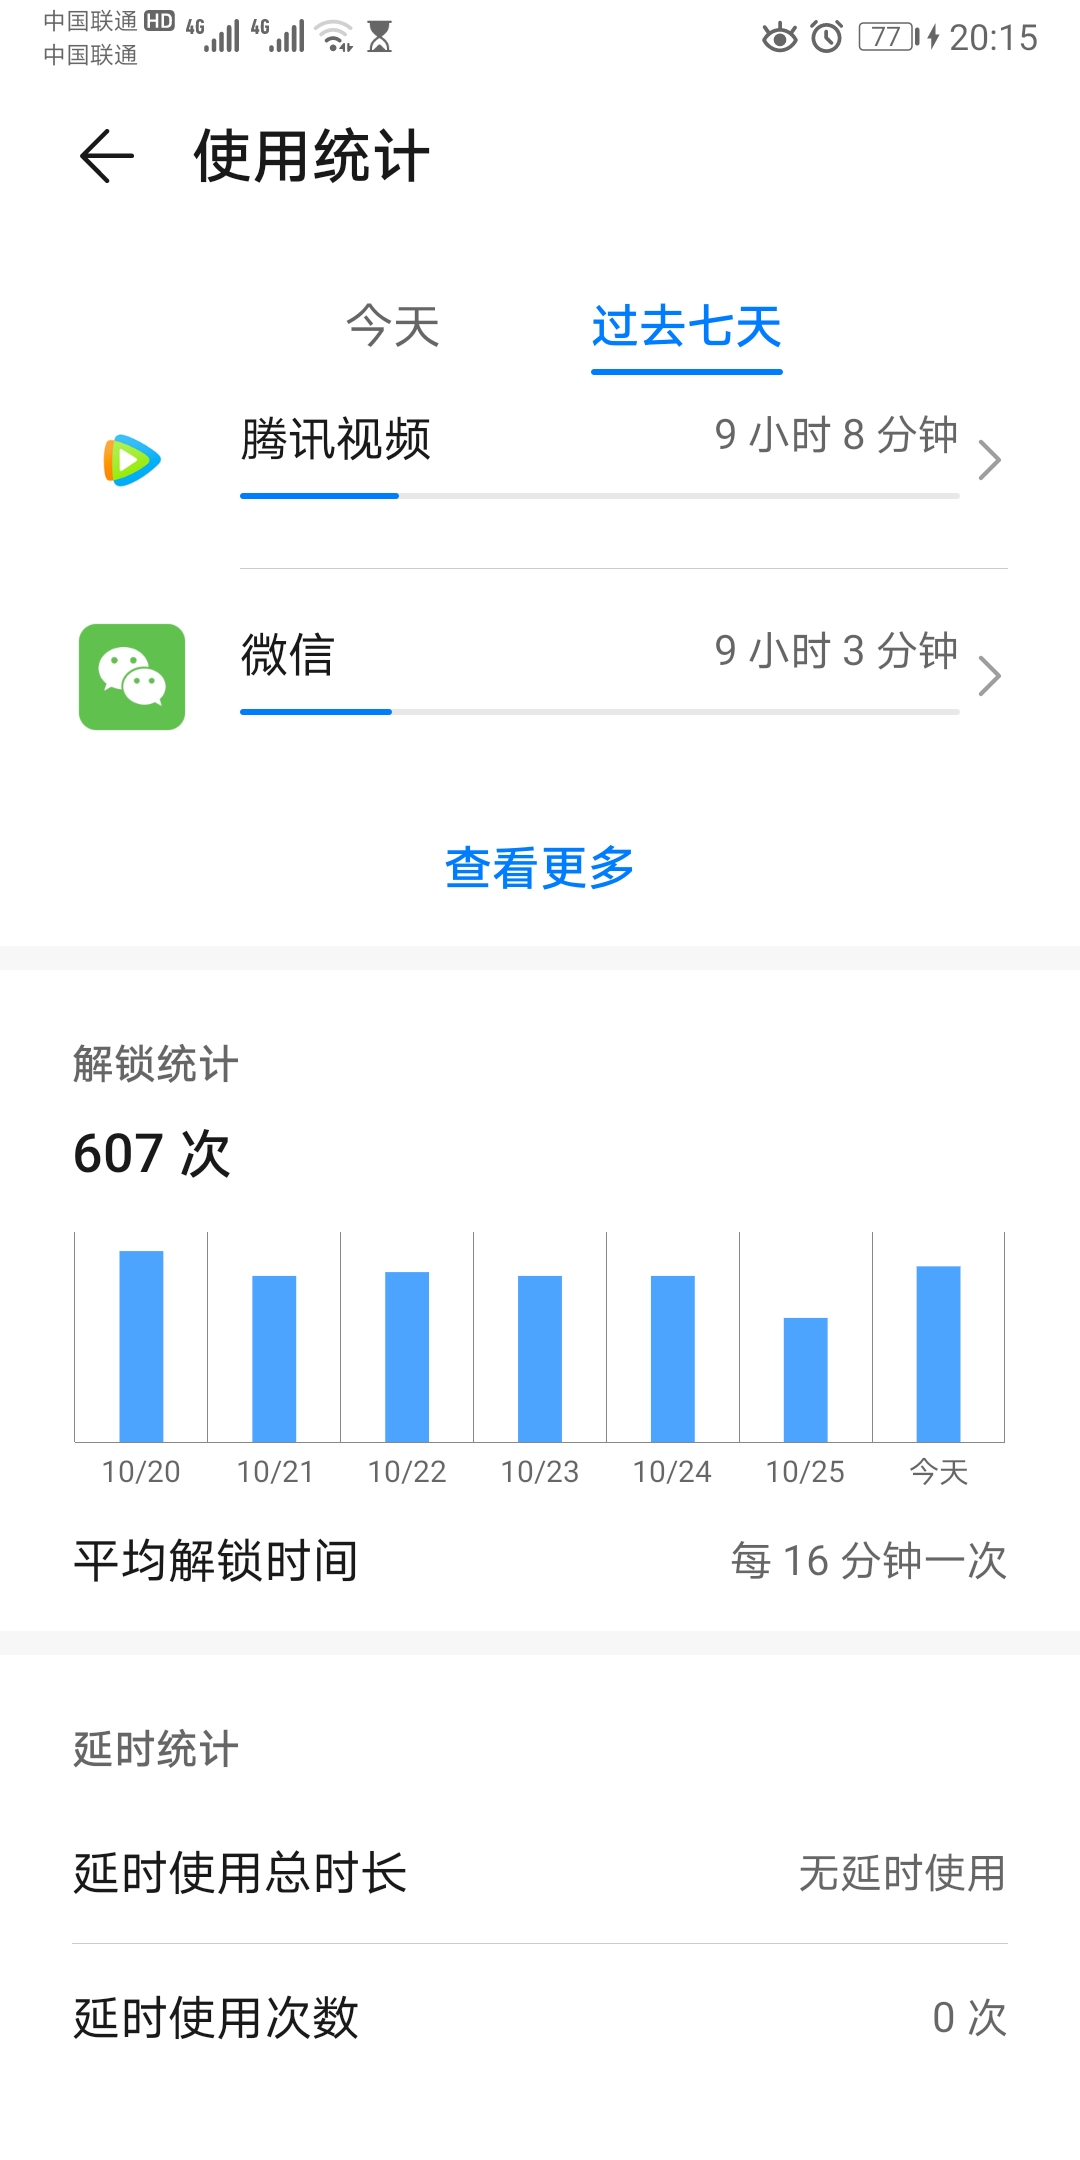 中国联通 HD 4G 4G 77 20:15
中国联通
使用统计
今天 过去七天
腾讯视频 9 小时 8 分钟
微信 9 小时 3 分钟
查看更多
解锁统计
607 次
10/20 10/21 10/22 10/23 10/24 10/25 今天
平均解锁时间 每 16 分钟一次
延时统计
延时使用总时长 无延时使用
延时使用次数 0 次